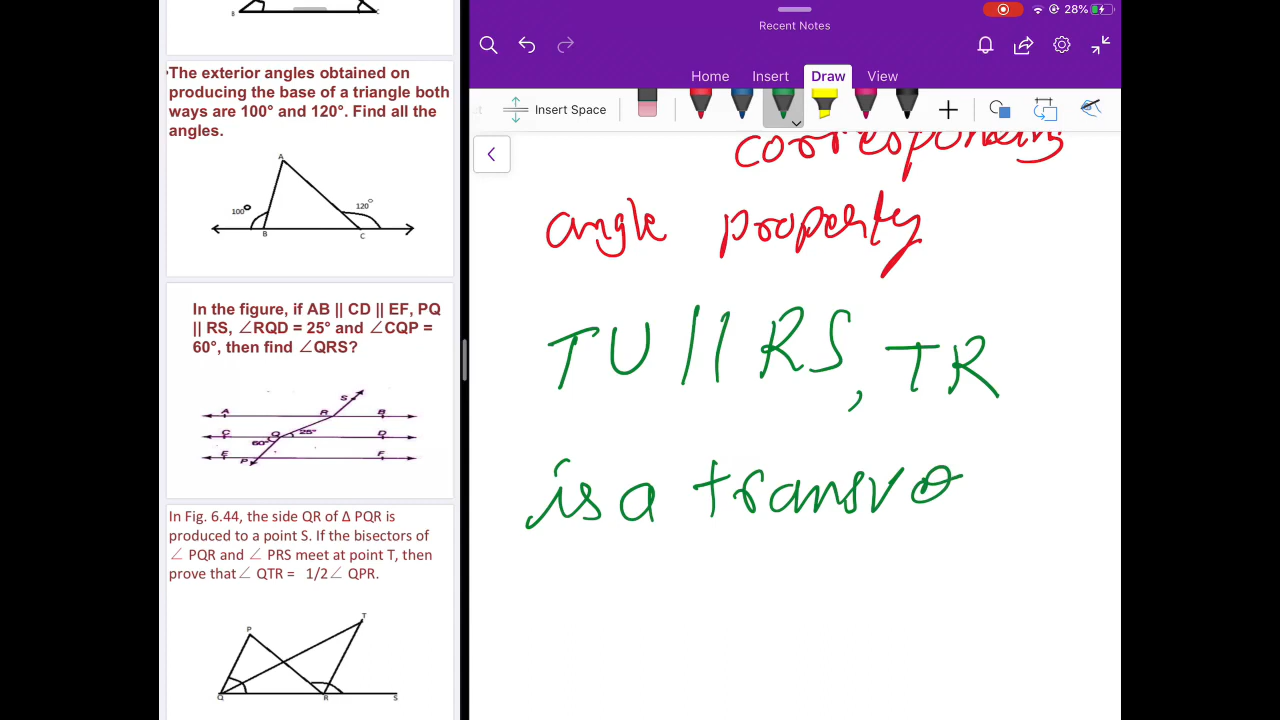 B
C
The exterior angles obtained on
producing the base of a triangle both
ways are 100° and 120°. Find all the
angles.
A
100°
120°
B
C
In the figure, if AB || CD || EF, PQ
|| RS, ∠RQD = 25° and ∠CQP =
60°, then find ∠QRS?
S
A R B
C Q 25° D
60°
E P F
In Fig. 6.44, the side QR of Δ PQR is
produced to a point S. If the bisectors of
∠ PQR and ∠ PRS meet at point T, then
prove that∠ QTR = 1/2∠ QPR.
T
P
Q R S
28%
Recent Notes
Home Insert Draw View
Insert Space
corresponding
angle property
TU || RS, TR
is a transve